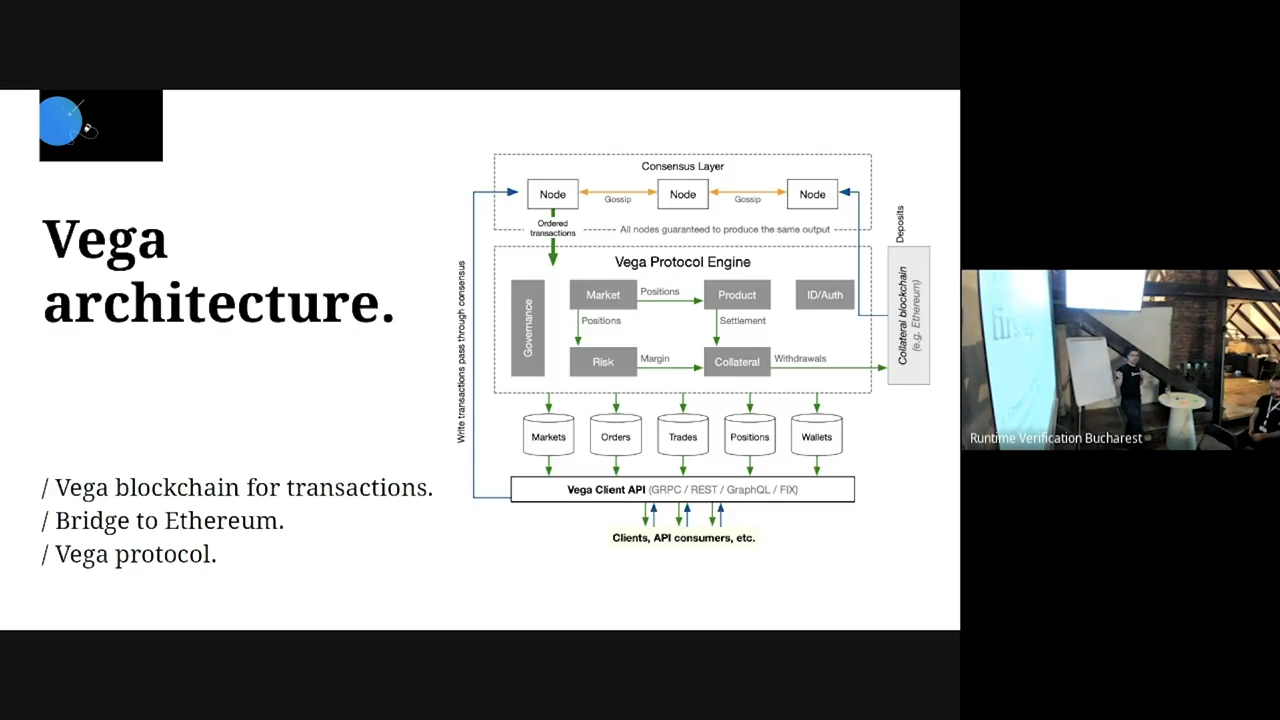 Vega
architecture.
/ Vega blockchain for transactions.
/ Bridge to Ethereum.
/ Vega protocol.
Consensus Layer
Node
Node
Node
Gossip
Gossip
Ordered
transactions
All nodes guaranteed to produce the same output
Write transactions pass through consensus
Vega Protocol Engine
Governance
Market
Positions
Product
ID/Auth
Positions
Settlement
Risk
Margin
Collateral
Withdrawals
Deposits
Collateral blockchain
(e.g. Ethereum)
Markets
Orders
Trades
Positions
Wallets
Vega Client API (GRPC / REST / GraphQL / FIX)
Clients, API consumers, etc.
Runtime Verification Bucharest